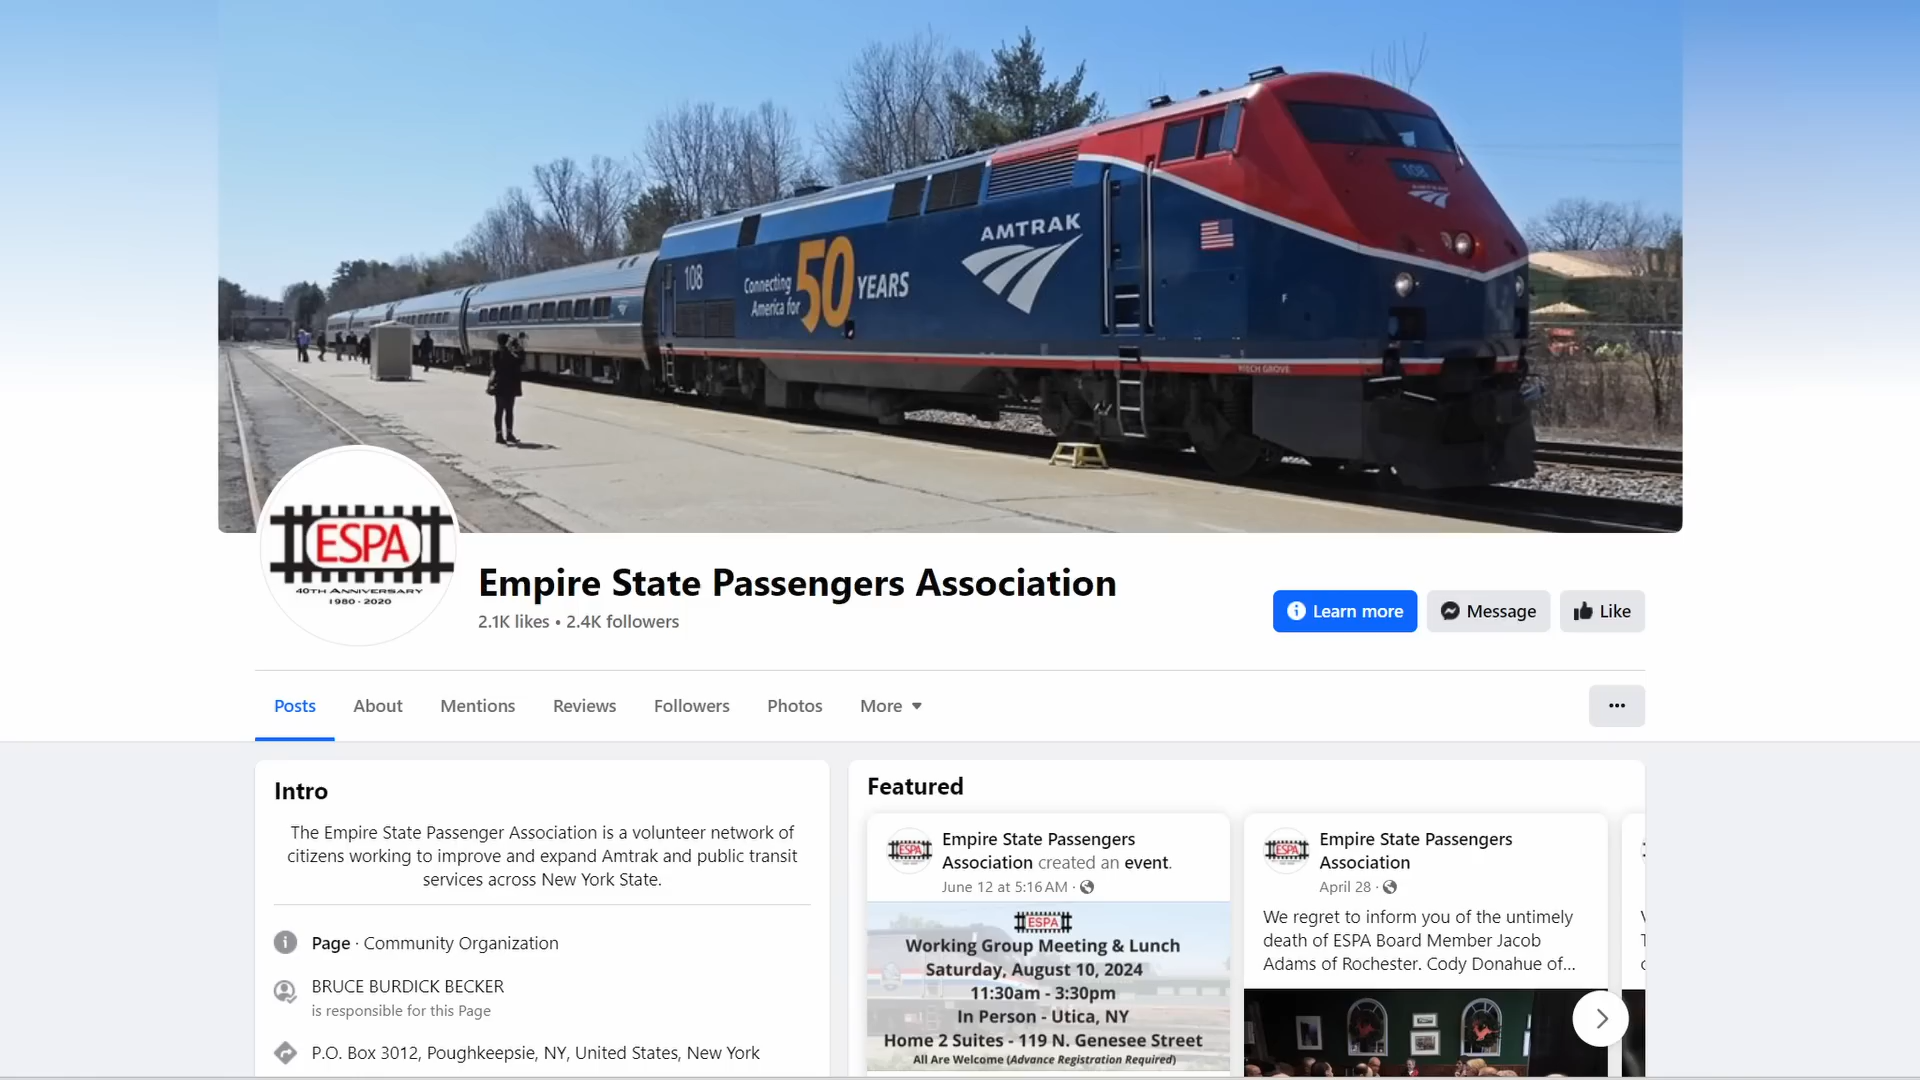 108
AMTRAK
AMTRAK
108
Connecting
America for
50
YEARS
ESPA
40TH ANNIVERSARY
1980 - 2020
Empire State Passengers Association
2.1K likes • 2.4K followers
Learn more
Message
Like
Posts
About
Mentions
Reviews
Followers
Photos
More
Intro
The Empire State Passenger Association is a volunteer network of
citizens working to improve and expand Amtrak and public transit
services across New York State.
Page · Community Organization
BRUCE BURDICK BECKER
is responsible for this Page
P.O. Box 3012, Poughkeepsie, NY, United States, New York
Featured
ESPA
Empire State Passengers
Association created an event.
June 12 at 5:16 AM ·
ESPA
Working Group Meeting & Lunch
Saturday, August 10, 2024
11:30am - 3:30pm
In Person - Utica, NY
Home 2 Suites - 119 N. Genesee Street
All Are Welcome (Advance Registration Required)
ESPA
Empire State Passengers
Association
April 28 ·
We regret to inform you of the untimely
death of ESPA Board Member Jacob
Adams of Rochester. Cody Donahue of...